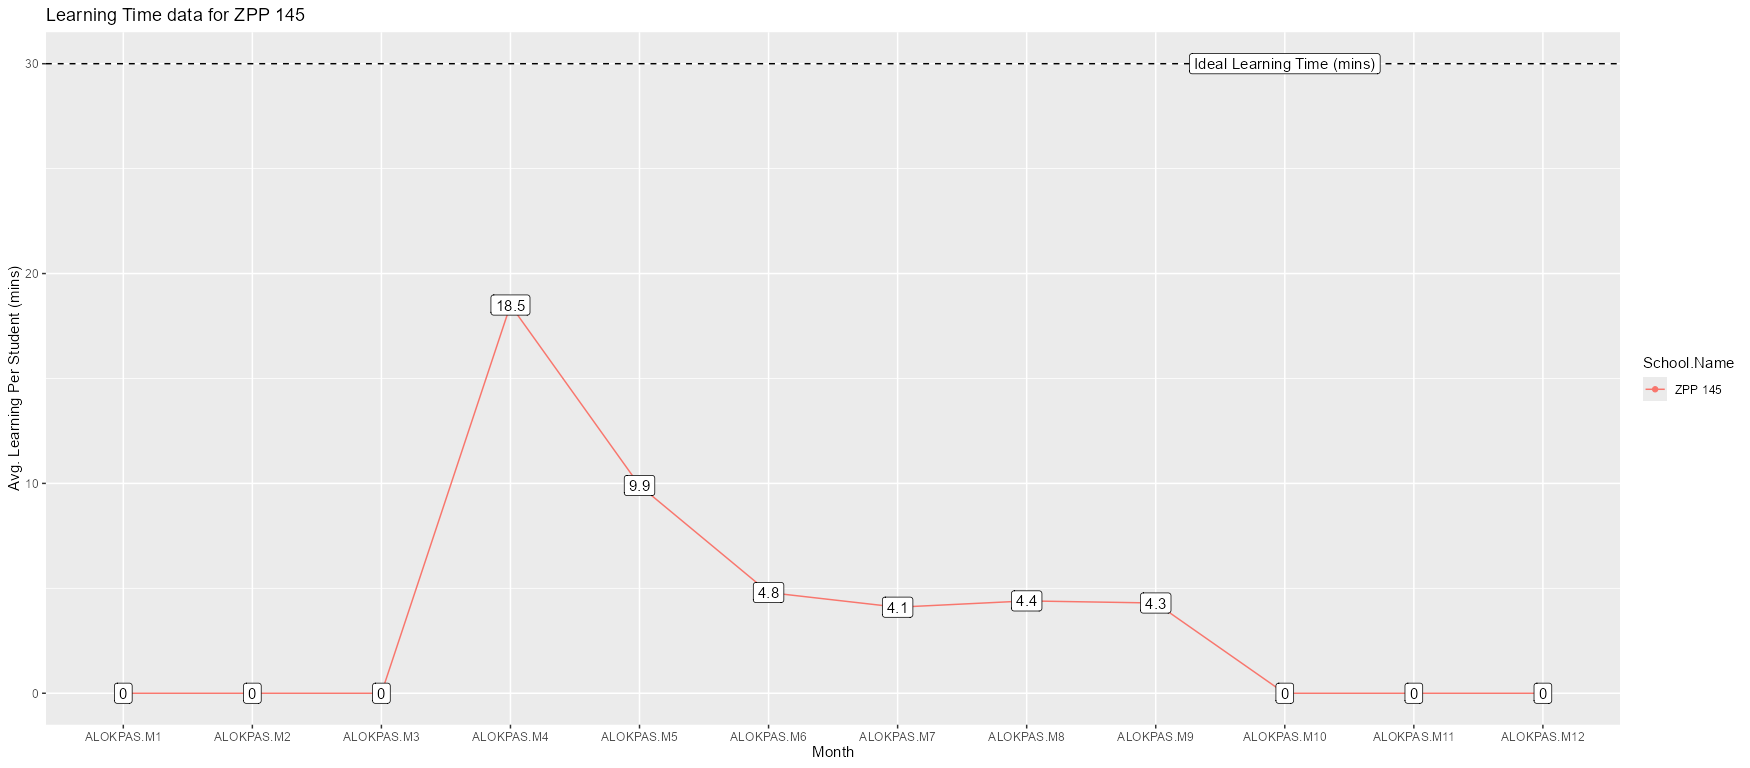 Learning Time data for ZPP 145
Avg. Learning Per Student (mins)
30
20
10
0
Ideal Learning Time (mins)
0
0
0
18.5
9.9
4.8
4.1
4.4
4.3
0
0
0
ALOKPAS.M1 ALOKPAS.M2 ALOKPAS.M3 ALOKPAS.M4 ALOKPAS.M5 ALOKPAS.M6 ALOKPAS.M7 ALOKPAS.M8 ALOKPAS.M9 ALOKPAS.M10 ALOKPAS.M11 ALOKPAS.M12
Month
School.Name
ZPP 145